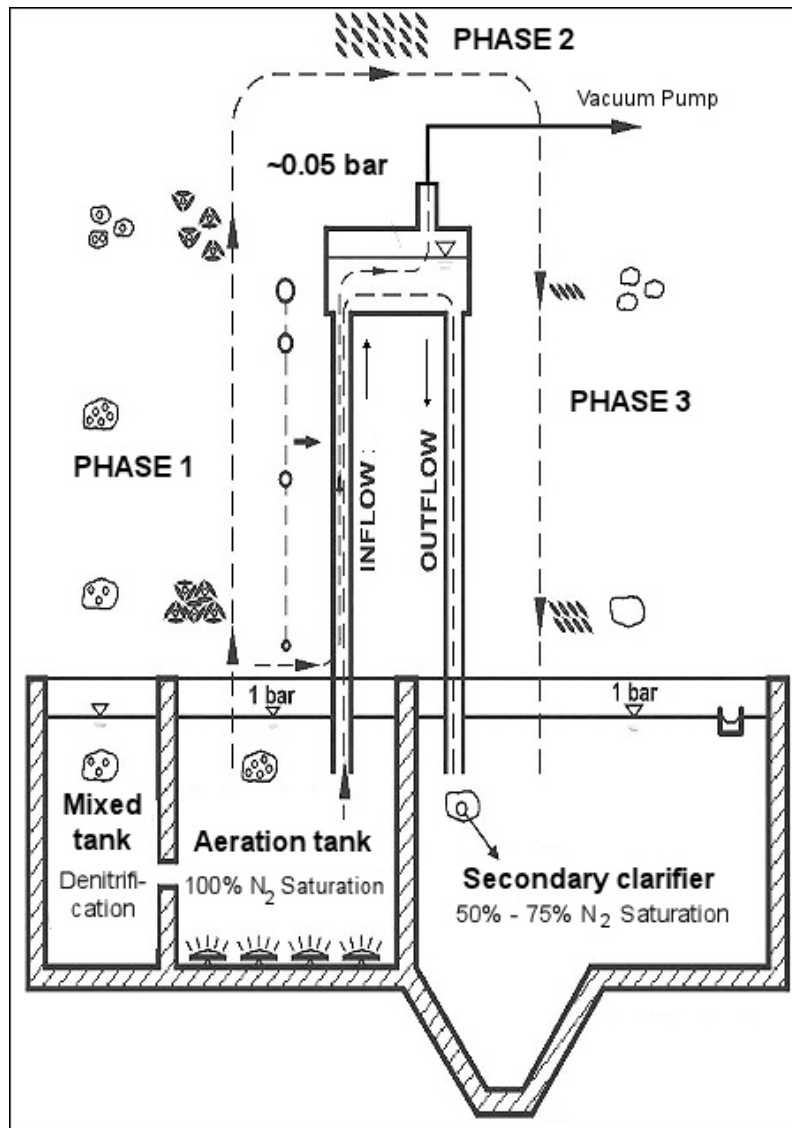 PHASE 2
Vacuum Pump
~0.05 bar
PHASE 3
PHASE 1
INFLOW :
OUTFLOW
1 bar
1 bar
Mixed
tank
Denitrifi-
cation
Aeration tank
100% N₂ Saturation
Secondary clarifier
50% - 75% N₂ Saturation